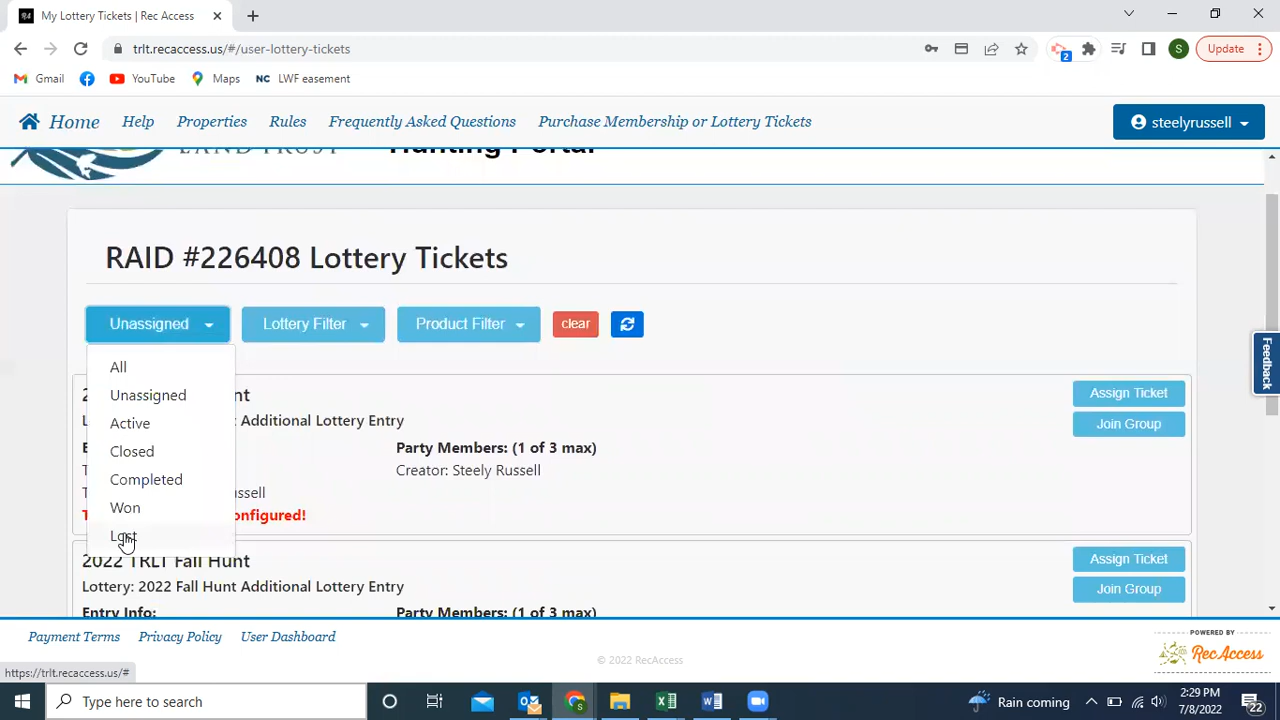 My Lottery Tickets | Rec Access
trlt.recaccess.us/#/user-lottery-tickets
2
S
Update
Gmail
YouTube
Maps
NC LWF easement
Home
Help
Properties
Rules
Frequently Asked Questions
Purchase Membership or Lottery Tickets
steelyrussell
LAND TRUST
Hunting Portal
RAID #226408 Lottery Tickets
Unassigned
Lottery Filter
Product Filter
clear
All
Unassigned
Active
Closed
Completed
Won
Lost
Assign Ticket
Additional Lottery Entry
Join Group
Party Members: (1 of 3 max)
Creator: Steely Russell
2022 TRLT Fall Hunt
Assign Ticket
Lottery: 2022 Fall Hunt Additional Lottery Entry
Join Group
Entry Info:
Party Members: (1 of 3 max)
Feedback
Payment Terms
Privacy Policy
User Dashboard
POWERED BY
RecAccess
© 2022 RecAccess
https://trlt.recaccess.us/#
Type here to search
Rain coming
2:29 PM
7/8/2022
22